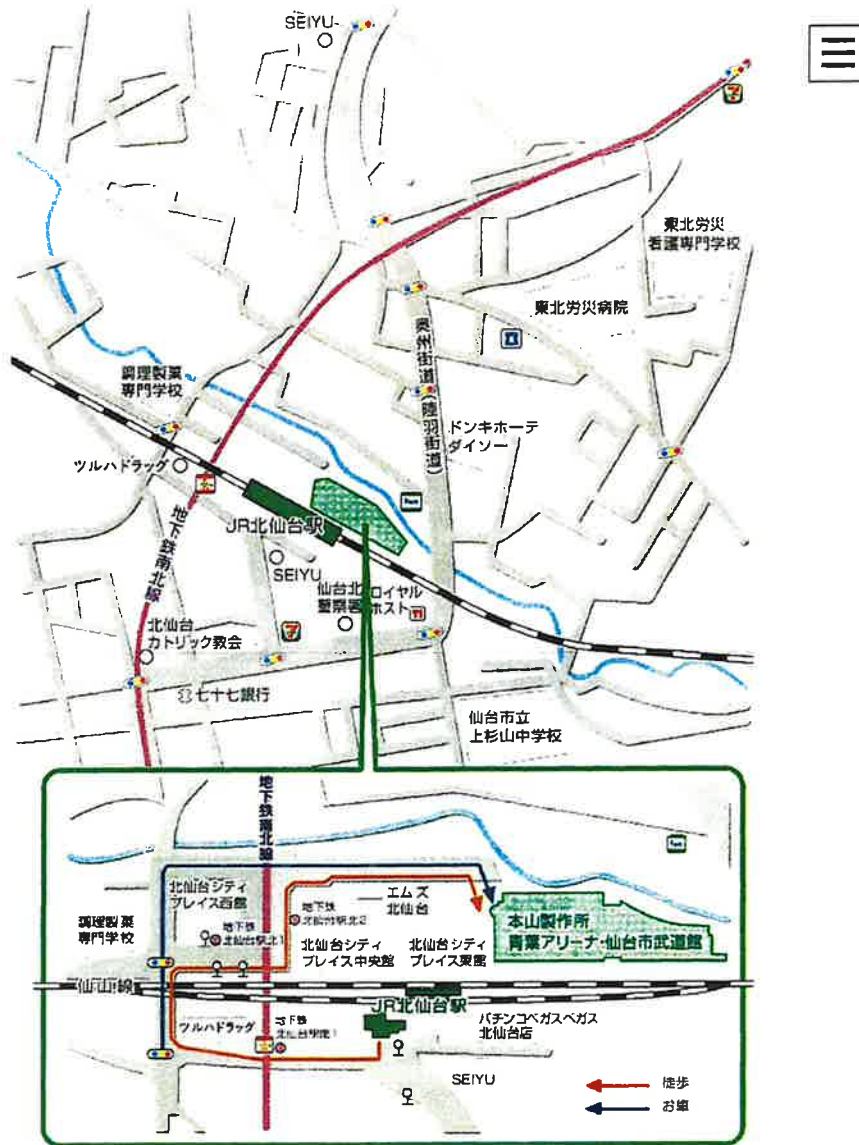 SEIYU
東北労災
看護専門学校
東北労災病院
調理製菓
専門学校
奥州街道(陸羽街道)
ドンキホーテ
ダイソー
ツルハドラッグ
JR北仙台駅
地下鉄南北線
SEIYU
仙台北
警察署
ロイヤル
ホスト
北仙台
カトリック教会
七十七銀行
仙台市立
上杉山中学校
地下鉄南北線
北仙台シティ
プレイス西館
エムズ
北仙台
調理製菓
専門学校
地下鉄
北仙台駅北1
地下鉄
北仙台駅北2
北仙台シティ
プレイス中央館
北仙台シティ
プレイス東館
本山製作所
青葉アリーナ・仙台市武道館
仙山線
JR北仙台駅
ツルハドラッグ
地下鉄
北仙台駅南1
パチンコベガスベガス
北仙台店
SEIYU
徒歩
お車